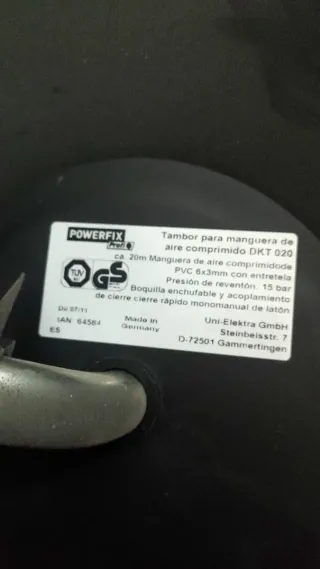 POWERFIX
Profi
Tambor para manguera de
aire comprimido DKT 020
ca. 20m Manguera de aire comprimidode
PVC 6x3mm con entretela
Presión de reventón: 15 bar
Boquilla enchufable y acoplamiento
de cierre cierre rápido monomanual de latón
TÜV
GS
Du 07/11
IAN: 64584
ES
Made in
Germany
Uni-Elektra GmbH
Steinbeisstr. 7
D-72501 Gammertingen